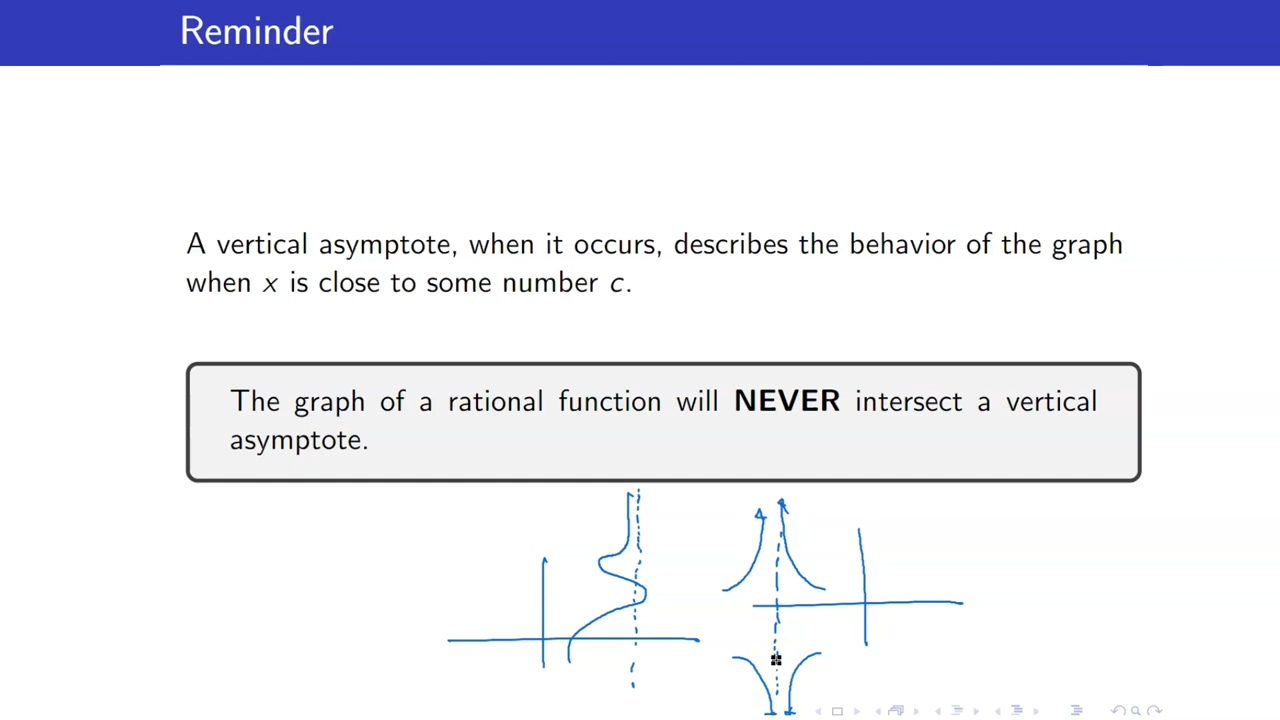 Reminder
A vertical asymptote, when it occurs, describes the behavior of the graph
when x is close to some number c.
The graph of a rational function will NEVER intersect a vertical
asymptote.